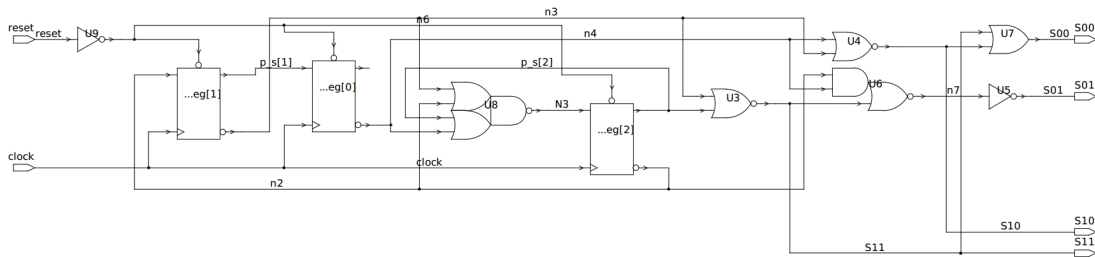 reset
reset
U9
n6
n3
n4
U4
U7
S00
S00
p_s[1]
p_s[2]
...eg[1]
...eg[0]
U8
N3
...eg[2]
U3
U6
n7
U5
S01
S01
clock
clock
n2
S10
S10
S11
S11